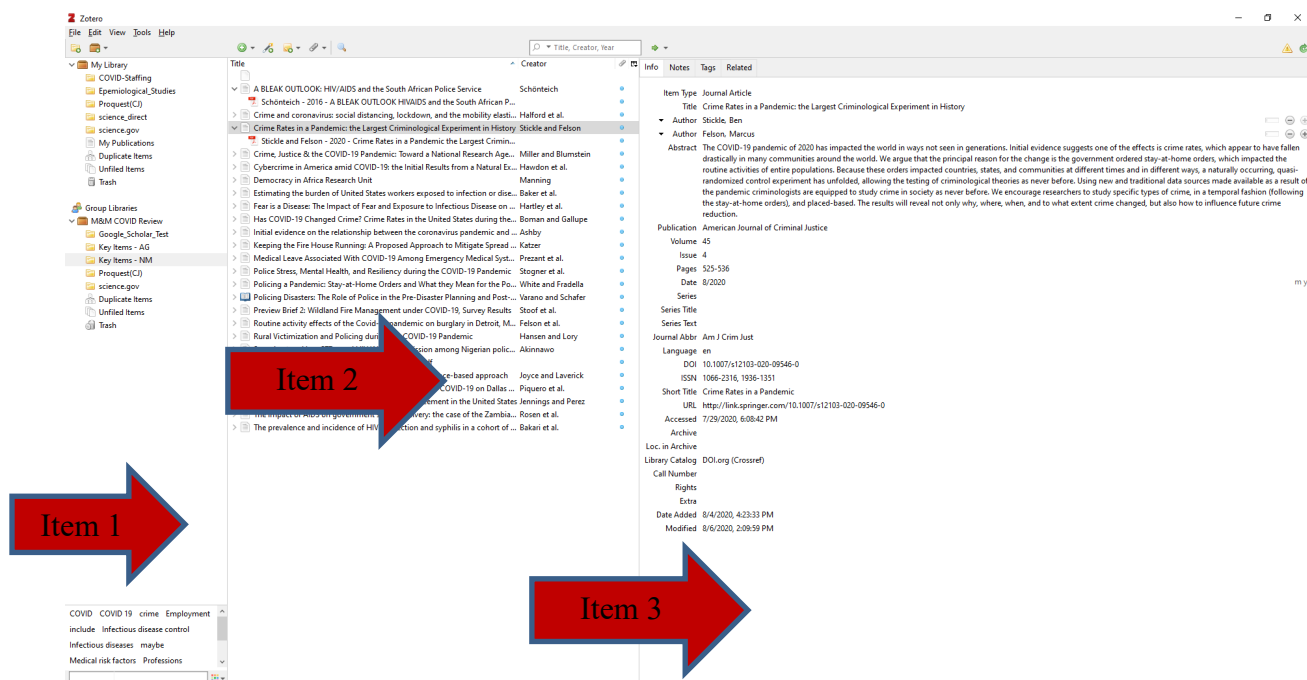 Zotero
File Edit View Tools Help
Title, Creator, Year
My Library
COVID-Staffing
Epemiological_Studies
Proquest(CJ)
science_direct
science.gov
My Publications
Duplicate Items
Unfiled Items
Trash
Group Libraries
M&M COVID Review
Google_Scholar_Test
Key Items - AG
Key Items - NM
Proquest(CJ)
science.gov
Duplicate Items
Unfiled Items
Trash
Item 1
COVID COVID 19 crime Employment
include Infectious disease control
Infectious diseases maybe
Medical risk factors Professions
Title Creator
A BLEAK OUTLOOK: HIV/AIDS and the South African Police Service Schönteich
Schönteich - 2016 - A BLEAK OUTLOOK HIVAIDS and the South African P...
Crime and coronavirus: social distancing, lockdown, and the mobility elasti... Halford et al.
Crime Rates in a Pandemic: the Largest Criminological Experiment in History Stickle and Felson
Stickle and Felson - 2020 - Crime Rates in a Pandemic the Largest Crimin...
Crime, Justice & the COVID-19 Pandemic: Toward a National Research Age... Miller and Blumstein
Cybercrime in America amid COVID-19: the Initial Results from a Natural Ex... Hawdon et al.
Democracy in Africa Research Unit Manning
Estimating the burden of United States workers exposed to infection or dise... Baker et al.
Fear is a Disease: The Impact of Fear and Exposure to Infectious Disease on ... Hartley et al.
Has COVID-19 Changed Crime? Crime Rates in the United States during the... Boman and Gallupe
Initial evidence on the relationship between the coronavirus pandemic and ... Ashby
Keeping the Fire House Running: A Proposed Approach to Mitigate Spread ... Katzer
Medical Leave Associated With COVID-19 Among Emergency Medical Syst... Prezant et al.
Police Stress, Mental Health, and Resiliency during the COVID-19 Pandemic Stogner et al.
Policing a Pandemic: Stay-at-Home Orders and What they Mean for the Po... White and Fradella
Policing Disasters: The Role of Police in the Pre-Disaster Planning and Post-... Varano and Schafer
Preview Brief 2: Wildland Fire Management under COVID-19, Survey Results Stoof et al.
Routine activity effects of the Covid- pandemic on burglary in Detroit, M... Felson et al.
Rural Victimization and Policing COVID-19 Pandemic Hansen and Lory
among Nigerian polic... Akinnawo
Item 2
approach Joyce and Laverick
COVID-19 on Dallas ... Piquero et al.
in the United States Jennings and Perez
The impact of AIDS on government the case of the Zambia... Rosen et al.
The prevalence and incidence of HIV and syphilis in a cohort of ... Bakari et al.
Info Notes Tags Related
Item Type Journal Article
Title Crime Rates in a Pandemic: the Largest Criminological Experiment in History
Author Stickle, Ben
Author Felson, Marcus
Abstract The COVID-19 pandemic of 2020 has impacted the world in ways not seen in generations. Initial evidence suggests one of the effects is crime rates, which appear to have fallen
drastically in many communities around the world. We argue that the principal reason for the change is the government ordered stay-at-home orders, which impacted the
routine activities of entire populations. Because these orders impacted countries, states, and communities at different times and in different ways, a naturally occurring, quasi-
randomized control experiment has unfolded, allowing the testing of criminological theories as never before. Using new and traditional data sources made available as a result of
the pandemic criminologists are equipped to study crime in society as never before. We encourage researchers to study specific types of crime, in a temporal fashion (following
the stay-at-home orders), and placed-based. The results will reveal not only why, where, when, and to what extent crime changed, but also how to influence future crime
reduction.
Publication American Journal of Criminal Justice
Volume 45
Issue 4
Pages 525-536
Date 8/2020 m y
Series
Series Title
Series Text
Journal Abbr Am J Crim Just
Language en
DOI 10.1007/s12103-020-09546-0
ISSN 1066-2316, 1936-1351
Short Title Crime Rates in a Pandemic
URL http://link.springer.com/10.1007/s12103-020-09546-0
Accessed 7/29/2020, 6:08:42 PM
Archive
Loc. in Archive
Library Catalog DOI.org (Crossref)
Call Number
Rights
Extra
Date Added 8/4/2020, 4:23:33 PM
Modified 8/6/2020, 2:09:59 PM
Item 3